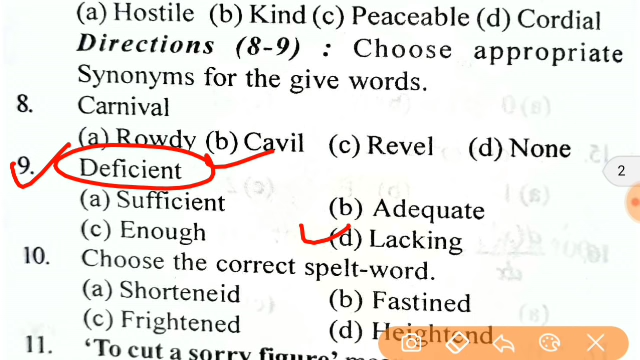 (a) Hostile (b) Kind (c) Peaceable (d) Cordial
Directions (8-9) : Choose appropriate
Synonyms for the give words.
8. Carnival
(a) Rowdy (b) Cavil (c) Revel (d) None
9. Deficient
(a) Sufficient (b) Adequate
(c) Enough (d) Lacking
10. Choose the correct spelt-word.
(a) Shorteneid (b) Fastined
(c) Frightened (d) Heightend
11. 'To cut a sorry figure'
2